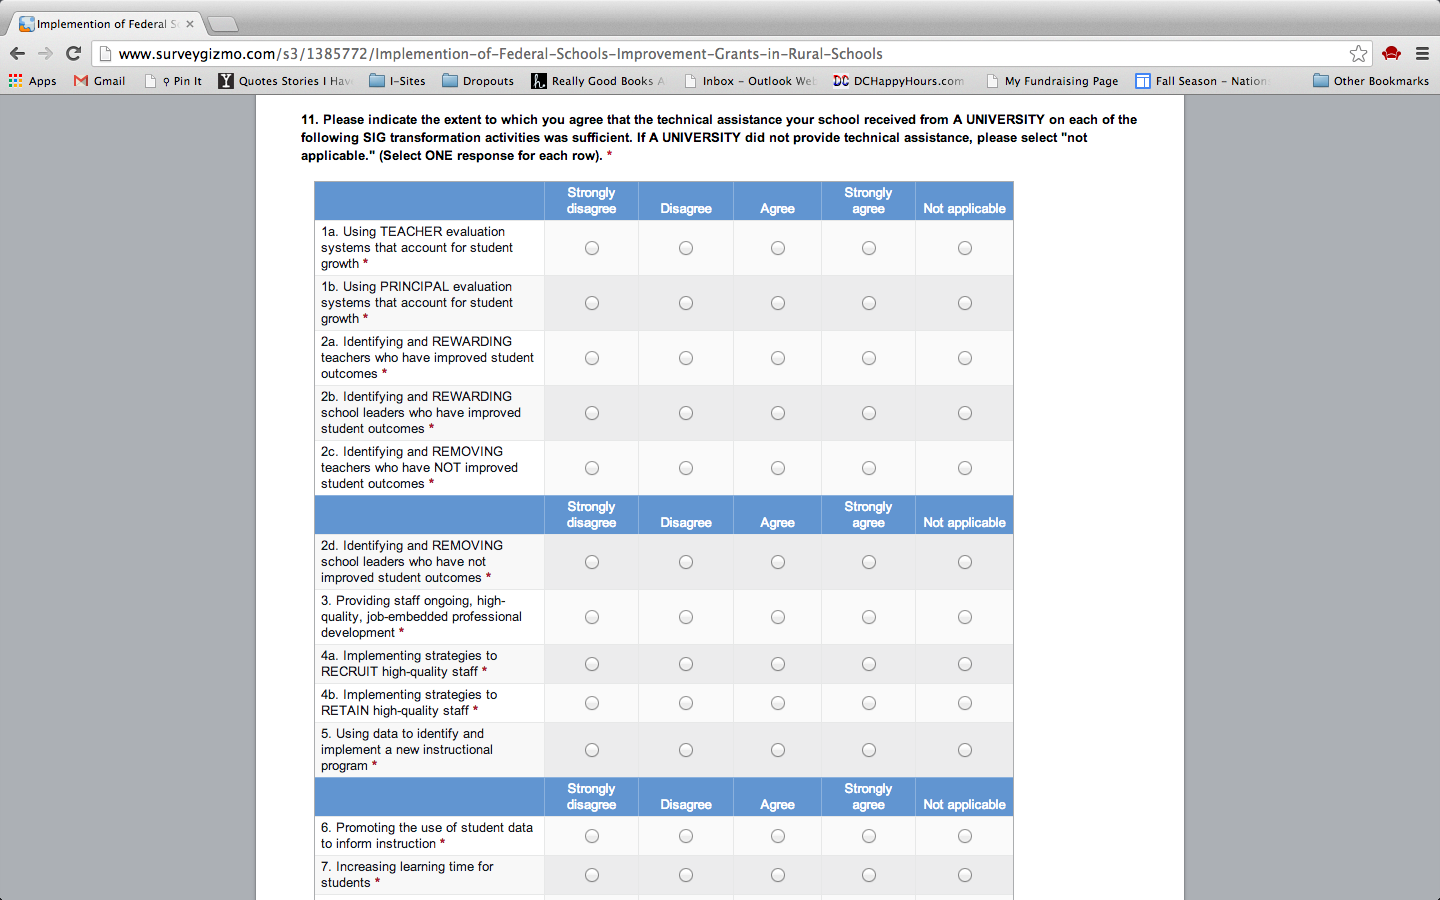 Implemention of Federal S
www.surveygizmo.com/s3/1385772/Implemention-of-Federal-Schools-Improvement-Grants-in-Rural-Schools
Apps Gmail Pin It Quotes Stories I Hav I-Sites Dropouts Really Good Books A Inbox – Outlook Web DCHappyHours.com My Fundraising Page Fall Season – Nation Other Bookmarks
11. Please indicate the extent to which you agree that the technical assistance your school received from A UNIVERSITY on each of the
following SIG transformation activities was sufficient. If A UNIVERSITY did not provide technical assistance, please select "not
applicable." (Select ONE response for each row). *
Strongly disagree Disagree Agree Strongly agree Not applicable
1a. Using TEACHER evaluation
systems that account for student
growth *
1b. Using PRINCIPAL evaluation
systems that account for student
growth *
2a. Identifying and REWARDING
teachers who have improved student
outcomes *
2b. Identifying and REWARDING
school leaders who have improved
student outcomes *
2c. Identifying and REMOVING
teachers who have NOT improved
student outcomes *
Strongly disagree Disagree Agree Strongly agree Not applicable
2d. Identifying and REMOVING
school leaders who have not
improved student outcomes *
3. Providing staff ongoing, high-
quality, job-embedded professional
development *
4a. Implementing strategies to
RECRUIT high-quality staff *
4b. Implementing strategies to
RETAIN high-quality staff *
5. Using data to identify and
implement a new instructional
program *
Strongly disagree Disagree Agree Strongly agree Not applicable
6. Promoting the use of student data
to inform instruction *
7. Increasing learning time for
students *